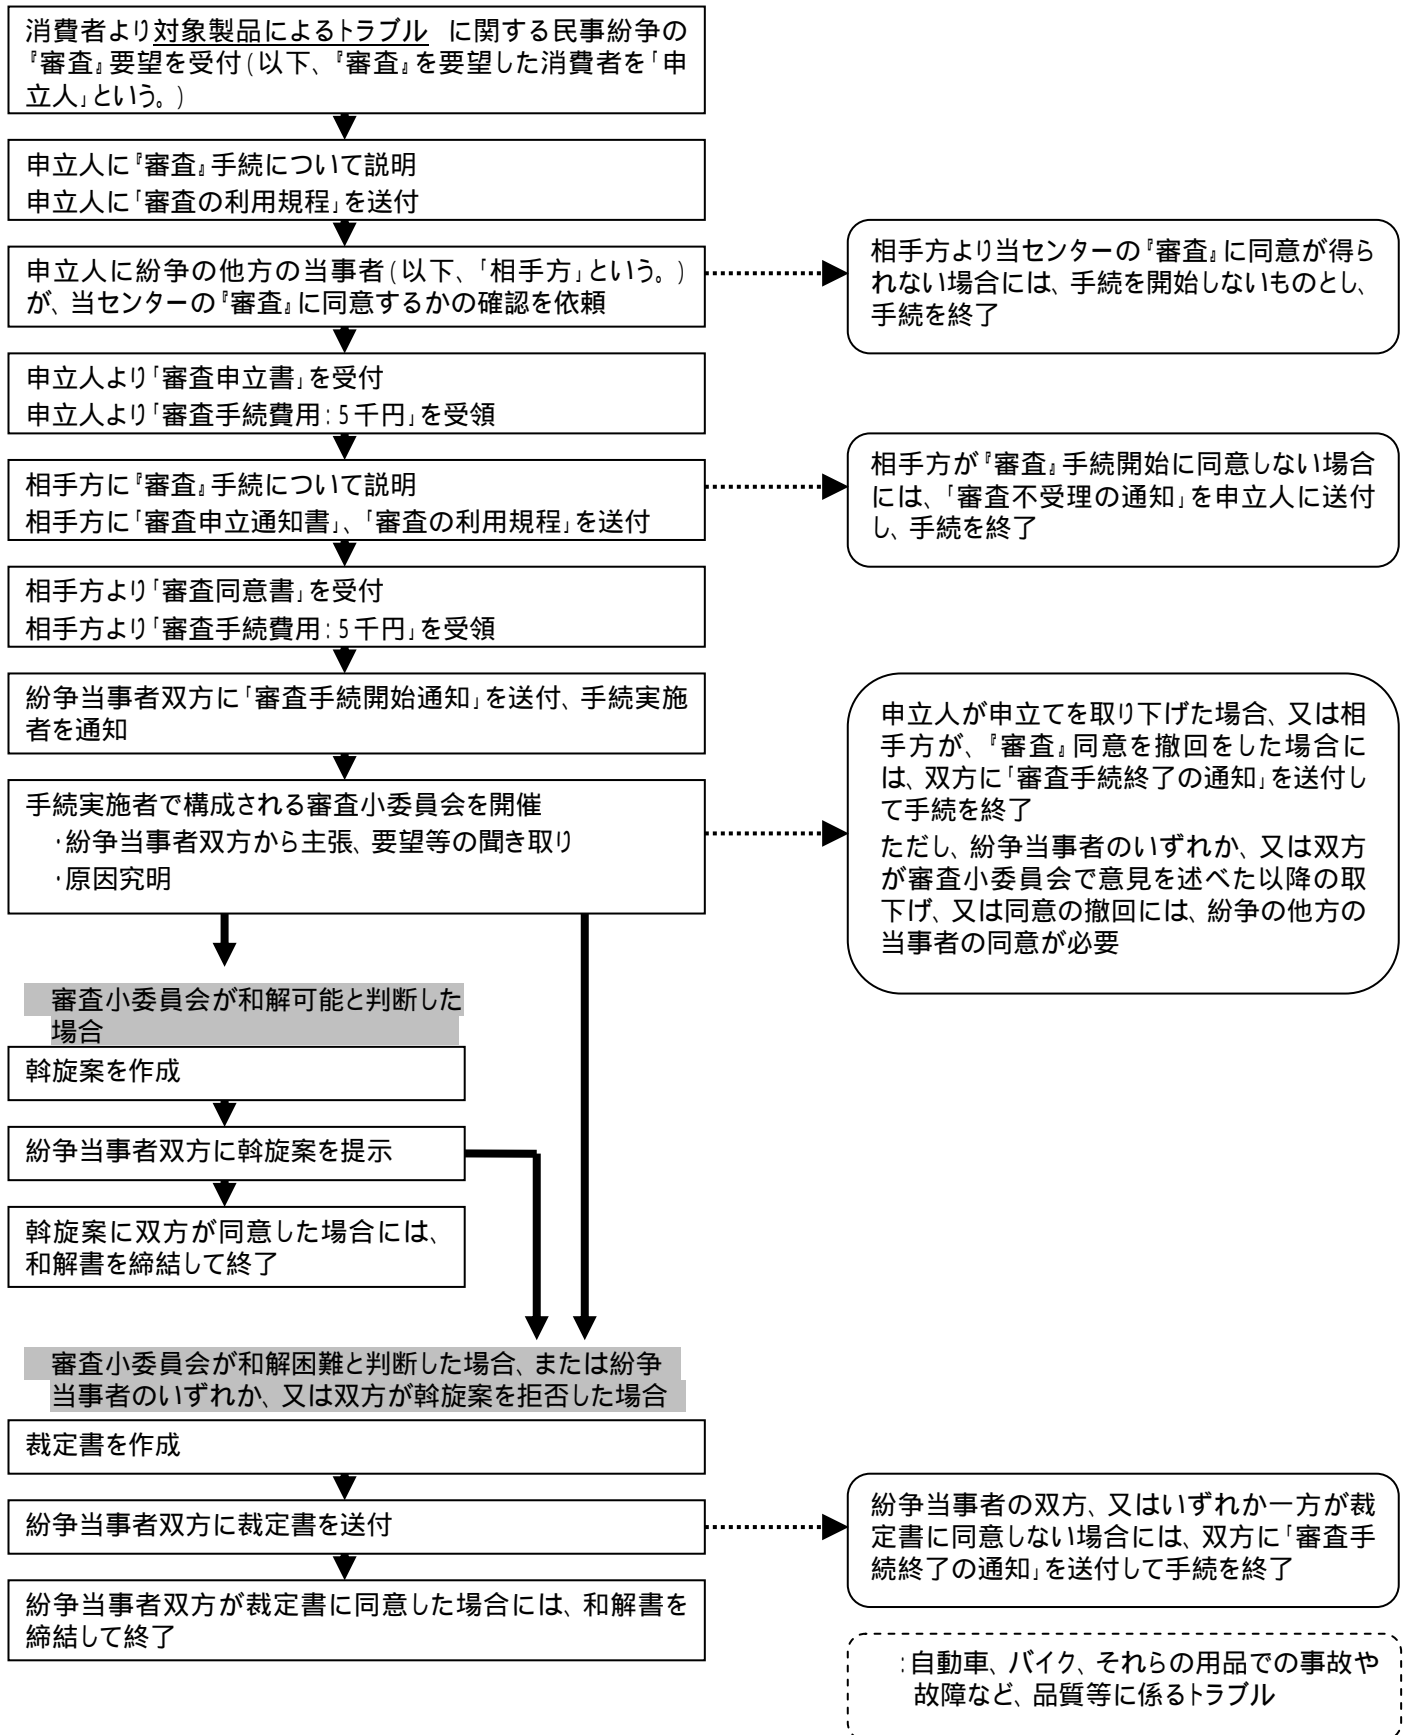 消費者より対象製品によるトラブル に関する民事紛争の
『審査』要望を受付(以下、『審査』を要望した消費者を「申
立人」という。)
申立人に『審査』手続について説明
申立人に「審査の利用規程」を送付
申立人に紛争の他方の当事者(以下、「相手方」という。)
が、当センターの『審査』に同意するかの確認を依頼
相手方より当センターの『審査』に同意が得ら
れない場合には、手続を開始しないものとし、
手続を終了
申立人より「審査申立書」を受付
申立人より「審査手続費用:5千円」を受領
相手方に『審査』手続について説明
相手方に「審査申立通知書」、「審査の利用規程」を送付
相手方が『審査』手続開始に同意しない場合
には、「審査不受理の通知」を申立人に送付
し、手続を終了
相手方より「審査同意書」を受付
相手方より「審査手続費用:5千円」を受領
紛争当事者双方に「審査手続開始通知」を送付、手続実施
者を通知
手続実施者で構成される審査小委員会を開催
・紛争当事者双方から主張、要望等の聞き取り
・原因究明
申立人が申立てを取り下げた場合、又は相
手方が、『審査』同意を撤回をした場合に
は、双方に「審査手続終了の通知」を送付し
て手続を終了
ただし、紛争当事者のいずれか、又は双方
が審査小委員会で意見を述べた以降の取
下げ、又は同意の撤回には、紛争の他方の
当事者の同意が必要
審査小委員会が和解可能と判断した
場合
斡旋案を作成
紛争当事者双方に斡旋案を提示
斡旋案に双方が同意した場合には、
和解書を締結して終了
審査小委員会が和解困難と判断した場合、または紛争
当事者のいずれか、又は双方が斡旋案を拒否した場合
裁定書を作成
紛争当事者双方に裁定書を送付
紛争当事者の双方、又はいずれか一方が裁
定書に同意しない場合には、双方に「審査手
続終了の通知」を送付して手続を終了
紛争当事者双方が裁定書に同意した場合には、和解書を
締結して終了
:自動車、バイク、それらの用品での事故や
故障など、品質等に係るトラブル